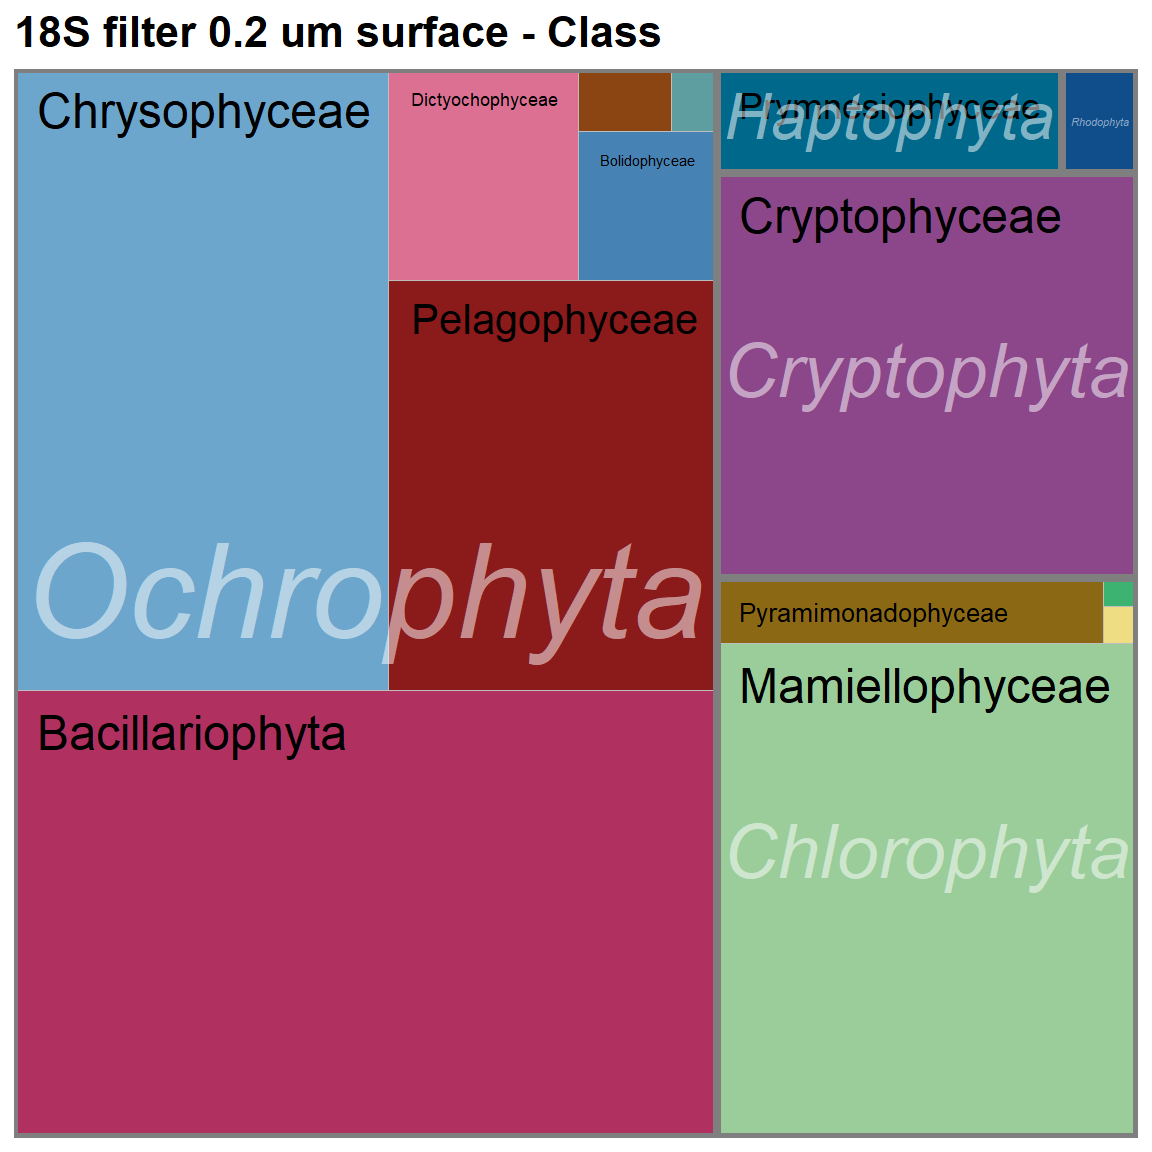 18S filter 0.2 um surface - Class
Chrysophyceae
Dictyochophyceae
Bolidophyceae
Pelagophyceae
Ochrophyta
Bacillariophyta
Prymnesiophyceae
Haptophyta
Rhodophyta
Cryptophyceae
Cryptophyta
Pyramimonadophyceae
Mamiellophyceae
Chlorophyta